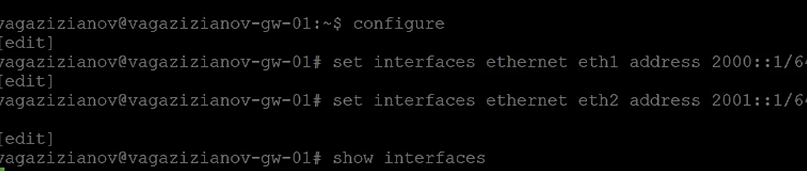 vagazizianov@vagazizianov-gw-01:~$ configure
[edit]
vagazizianov@vagazizianov-gw-01# set interfaces ethernet eth1 address 2000::1/64
[edit]
vagazizianov@vagazizianov-gw-01# set interfaces ethernet eth2 address 2001::1/64
[edit]
vagazizianov@vagazizianov-gw-01# show interfaces